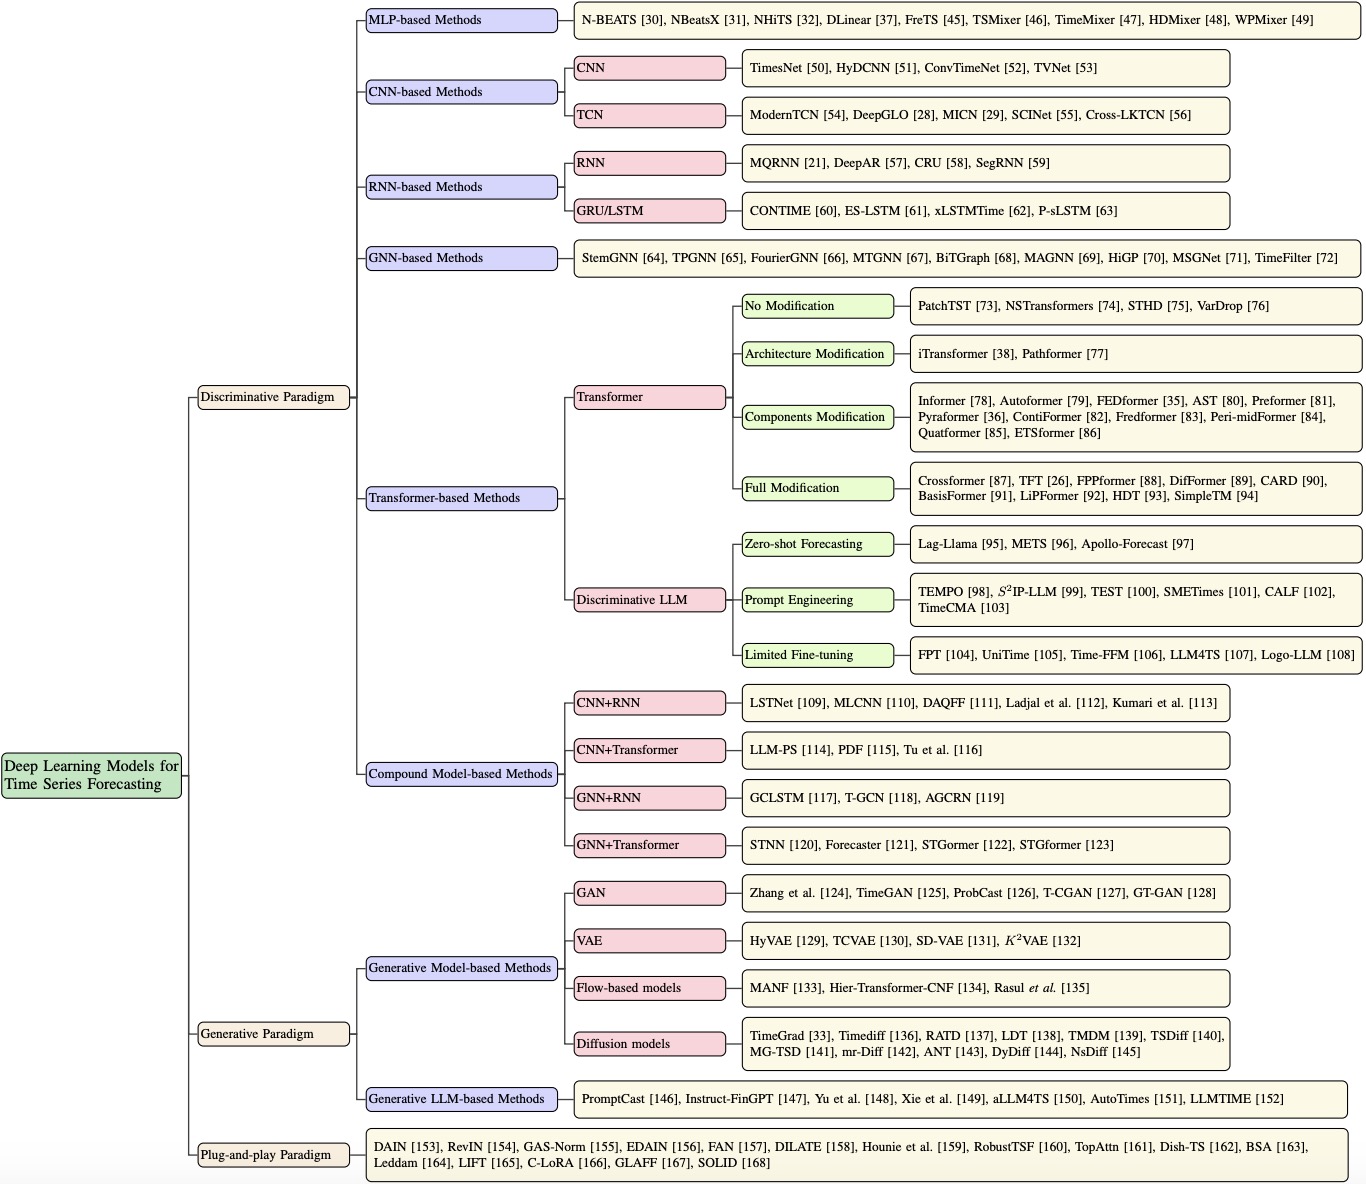 MLP-based Methods
N-BEATS [30], NBeatsX [31], NHiTS [32], DLinear [37], FreTS [45], TSMixer [46], TimeMixer [47], HDMixer [48], WPMixer [49]
CNN
TimesNet [50], HyDCNN [51], ConvTimeNet [52], TVNet [53]
CNN-based Methods
TCN
ModernTCN [54], DeepGLO [28], MICN [29], SCINet [55], Cross-LKTCN [56]
RNN
MQRNN [21], DeepAR [57], CRU [58], SegRNN [59]
RNN-based Methods
GRU/LSTM
CONTIME [60], ES-LSTM [61], xLSTMTime [62], P-sLSTM [63]
GNN-based Methods
StemGNN [64], TPGNN [65], FourierGNN [66], MTGNN [67], BiTGraph [68], MAGNN [69], HiGP [70], MSGNet [71], TimeFilter [72]
No Modification
PatchTST [73], NSTransformers [74], STHD [75], VarDrop [76]
Architecture Modification
iTransformer [38], Pathformer [77]
Discriminative Paradigm
Transformer
Components Modification
Informer [78], Autoformer [79], FEDformer [35], AST [80], Preformer [81],
Pyraformer [36], ContiFormer [82], Fredformer [83], Peri-midFormer [84],
Quatformer [85], ETSformer [86]
Full Modification
Crossformer [87], TFT [26], FPPformer [88], DifFormer [89], CARD [90],
BasisFormer [91], LiPFormer [92], HDT [93], SimpleTM [94]
Transformer-based Methods
Zero-shot Forecasting
Lag-Llama [95], METS [96], Apollo-Forecast [97]
Discriminative LLM
Prompt Engineering
TEMPO [98], S²IP-LLM [99], TEST [100], SMETimes [101], CALF [102],
TimeCMA [103]
Limited Fine-tuning
FPT [104], UniTime [105], Time-FFM [106], LLM4TS [107], Logo-LLM [108]
CNN+RNN
LSTNet [109], MLCNN [110], DAQFF [111], Ladjal et al. [112], Kumari et al. [113]
CNN+Transformer
LLM-PS [114], PDF [115], Tu et al. [116]
Deep Learning Models for
Time Series Forecasting
Compound Model-based Methods
GNN+RNN
GCLSTM [117], T-GCN [118], AGCRN [119]
GNN+Transformer
STNN [120], Forecaster [121], STGormer [122], STGformer [123]
GAN
Zhang et al. [124], TimeGAN [125], ProbCast [126], T-CGAN [127], GT-GAN [128]
VAE
HyVAE [129], TCVAE [130], SD-VAE [131], K²VAE [132]
Generative Model-based Methods
Flow-based models
MANF [133], Hier-Transformer-CNF [134], Rasul et al. [135]
Generative Paradigm
Diffusion models
TimeGrad [33], Timediff [136], RATD [137], LDT [138], TMDM [139], TSDiff [140],
MG-TSD [141], mr-Diff [142], ANT [143], DyDiff [144], NsDiff [145]
Generative LLM-based Methods
PromptCast [146], Instruct-FinGPT [147], Yu et al. [148], Xie et al. [149], aLLM4TS [150], AutoTimes [151], LLMTIME [152]
Plug-and-play Paradigm
DAIN [153], RevIN [154], GAS-Norm [155], EDAIN [156], FAN [157], DILATE [158], Hounie et al. [159], RobustTSF [160], TopAttn [161], Dish-TS [162], BSA [163],
Leddam [164], LIFT [165], C-LoRA [166], GLAFF [167], SOLID [168]